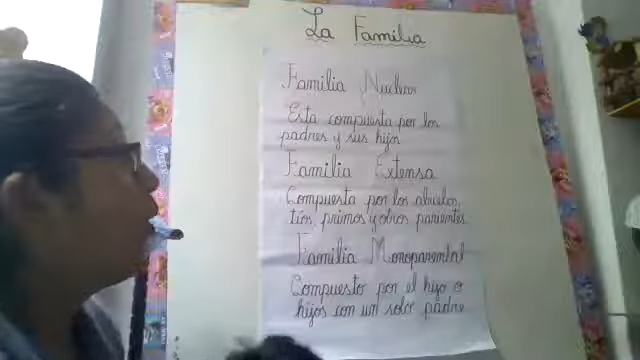 La Familia
Familia Nuclear
Esta compuesta por los
padres y sus hijos
Familia Extensa
Compuesta por los abuelos,
tíos, primos y otros parientes
Familia Monoparental
Compuesto por el hijo o
hijos con un solo padre